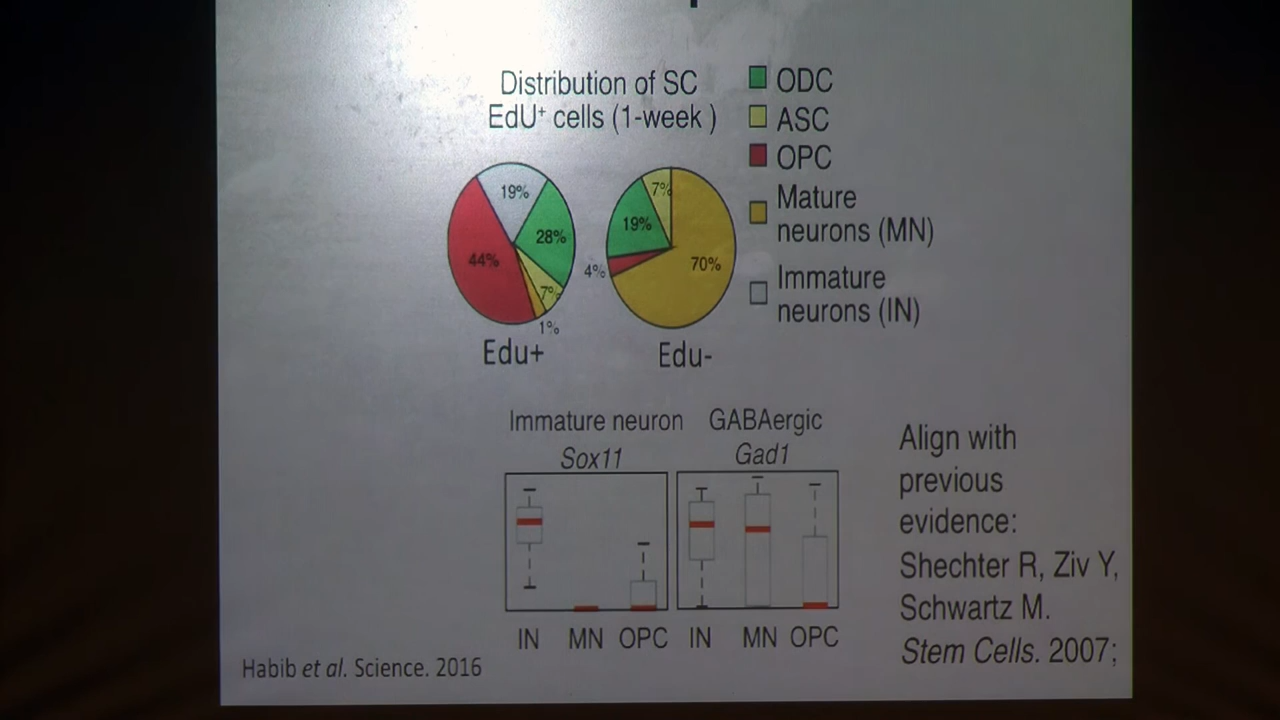 Distribution of SC
EdU⁺ cells (1-week )
ODC
ASC
OPC
Mature
neurons (MN)
Immature
neurons (IN)
19%
28%
44%
7%
1%
Edu+
7%
19%
4%
70%
Edu-
Immature neuron
Sox11
GABAergic
Gad1
IN MN OPC
IN MN OPC
Align with
previous
evidence:
Shechter R, Ziv Y,
Schwartz M.
Stem Cells. 2007;
Habib et al. Science. 2016